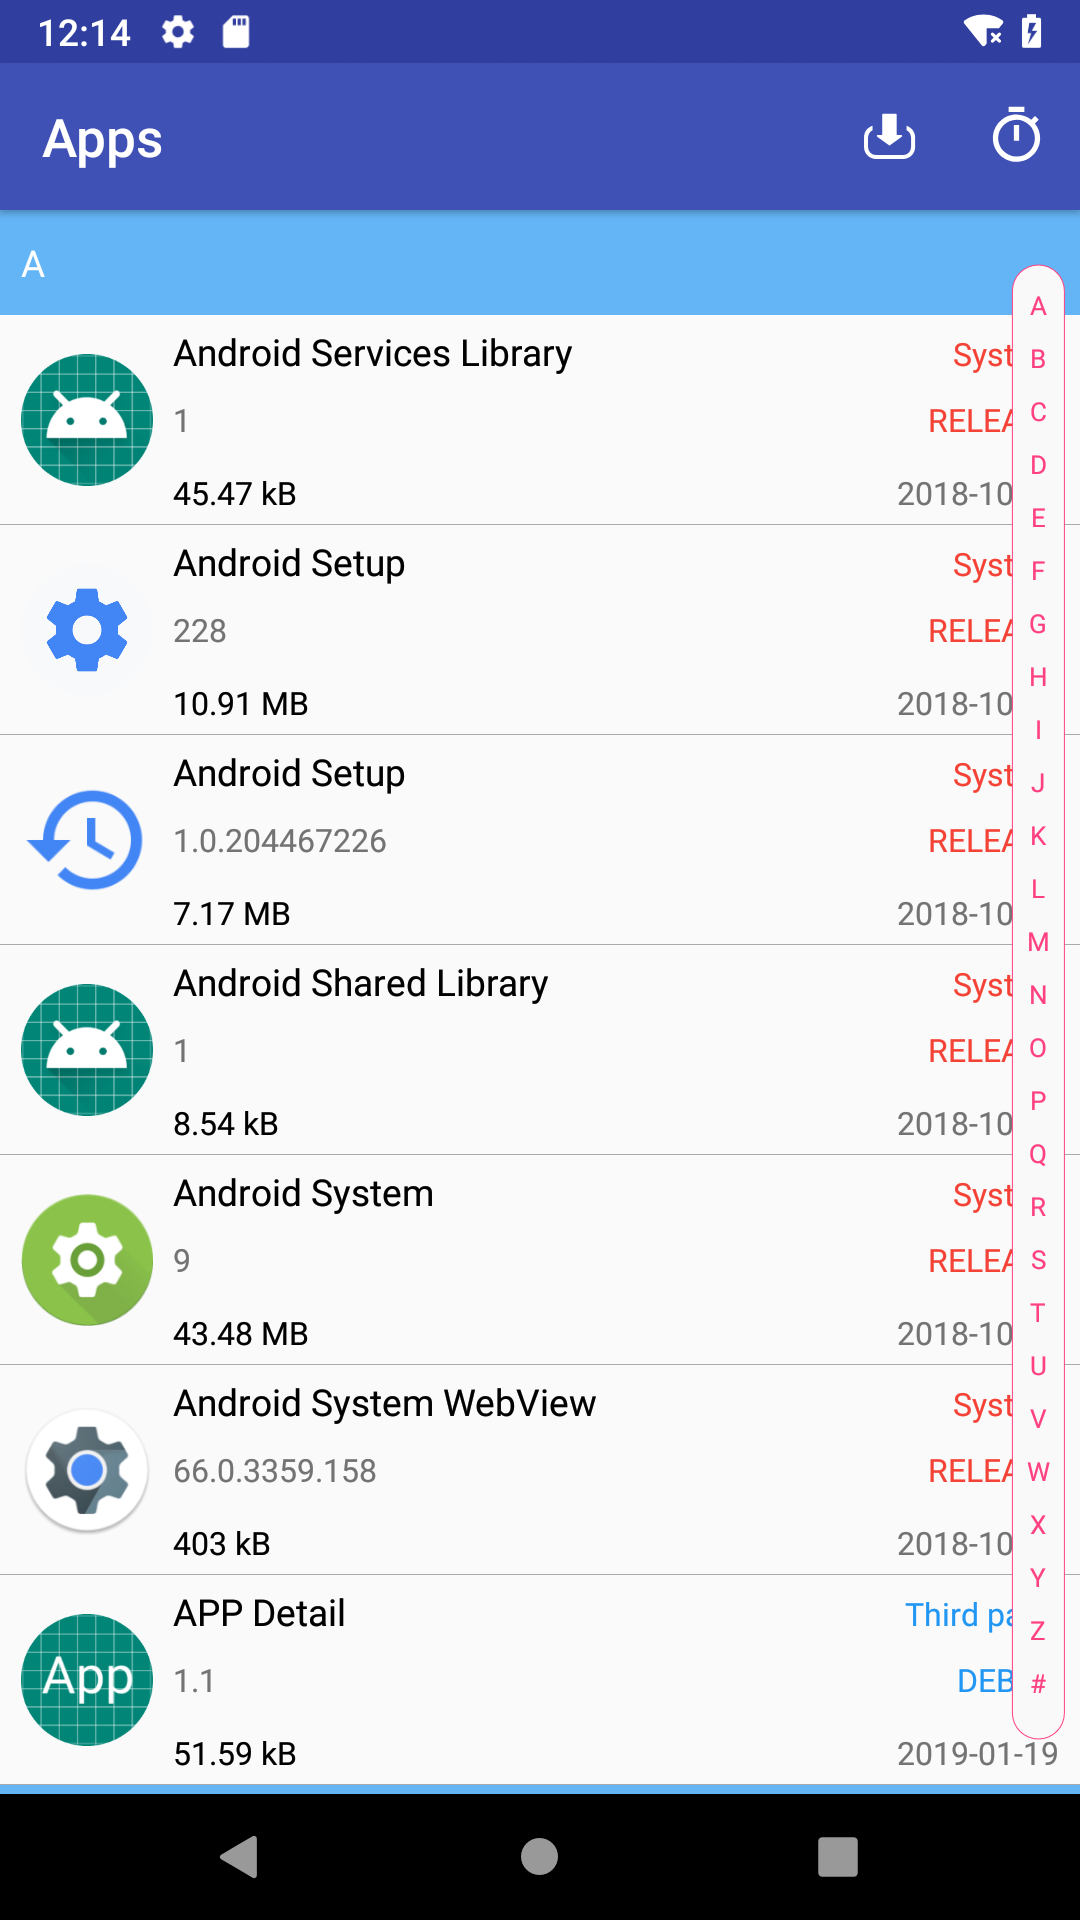 12:14
Apps
A
Android Services Library Syst
1 RELEA
45.47 kB 2018-10
Android Setup Syst
228 RELEA
10.91 MB 2018-10
Android Setup Syst
1.0.204467226 RELEA
7.17 MB 2018-10
Android Shared Library Syst
1 RELEA
8.54 kB 2018-10
Android System Syst
9 RELEA
43.48 MB 2018-10
Android System WebView Syst
66.0.3359.158 RELEA
403 kB 2018-10
App
APP Detail Third pa
1.1 DEB
51.59 kB 2019-01-19
A
B
C
D
E
F
G
H
I
J
K
L
M
N
O
P
Q
R
S
T
U
V
W
X
Y
Z
#